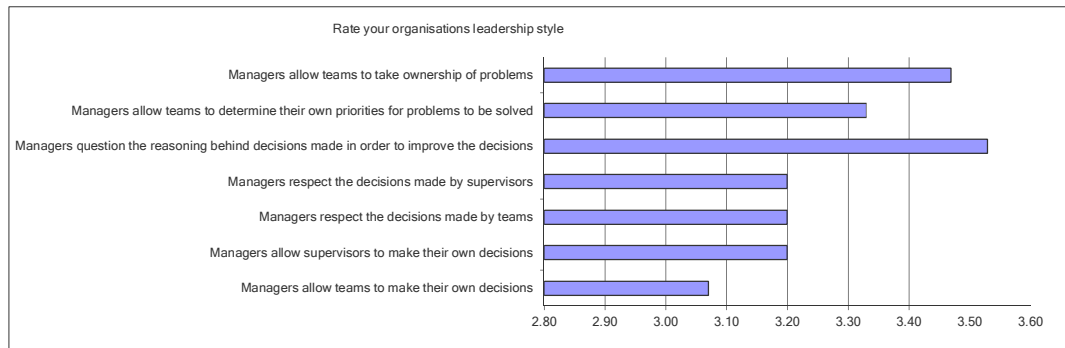 Rate your organisations leadership style
Managers allow teams to take ownership of problems
Managers allow teams to determine their own priorities for problems to be solved
Managers question the reasoning behind decisions made in order to improve the decisions
Managers respect the decisions made by supervisors
Managers respect the decisions made by teams
Managers allow supervisors to make their own decisions
Managers allow teams to make their own decisions
2.80 2.90 3.00 3.10 3.20 3.30 3.40 3.50 3.60